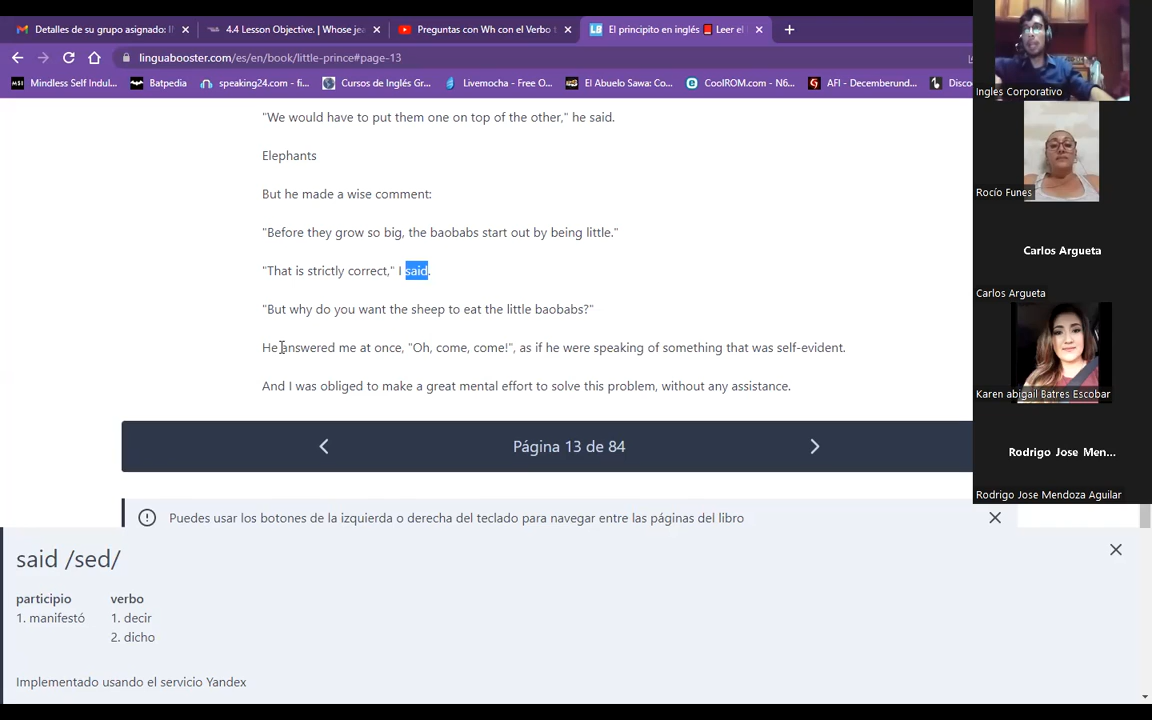 Detalles de su grupo asignado: II
4.4 Lesson Objective. | Whose jea
Preguntas con Wh con el Verbo t
LB El principito en inglés Leer el l
linguabooster.com/es/en/book/little-prince#page-13
Mindless Self Indul...
Batpedia
speaking24.com - fi...
Cursos de Inglés Gr...
Livemocha - Free O...
El Abuelo Sawa: Co...
CoolROM.com - N6...
AFI - Decemberund...
Disco
"We would have to put them one on top of the other," he said.
Elephants
But he made a wise comment:
"Before they grow so big, the baobabs start out by being little."
"That is strictly correct," I said.
"But why do you want the sheep to eat the little baobabs?"
He answered me at once, "Oh, come, come!", as if he were speaking of something that was self-evident.
And I was obliged to make a great mental effort to solve this problem, without any assistance.
Página 13 de 84
Puedes usar los botones de la izquierda o derecha del teclado para navegar entre las páginas del libro
said /sed/
participio
1. manifestó
verbo
1. decir
2. dicho
Implementado usando el servicio Yandex
Ingles Corporativo
Rocío Funes
Carlos Argueta
Carlos Argueta
Karen abigail Batres Escobar
Rodrigo Jose Men...
Rodrigo Jose Mendoza Aguilar